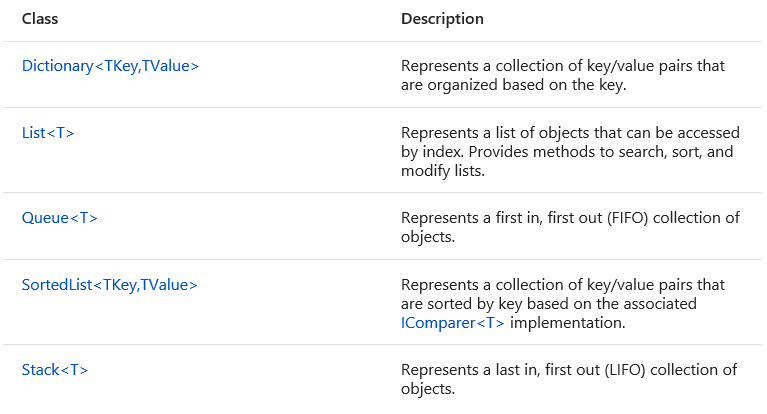 Class Description
Dictionary<TKey,TValue> Represents a collection of key/value pairs that
are organized based on the key.
List<T> Represents a list of objects that can be accessed
by index. Provides methods to search, sort, and
modify lists.
Queue<T> Represents a first in, first out (FIFO) collection of
objects.
SortedList<TKey,TValue> Represents a collection of key/value pairs that
are sorted by key based on the associated
IComparer<T> implementation.
Stack<T> Represents a last in, first out (LIFO) collection of
objects.